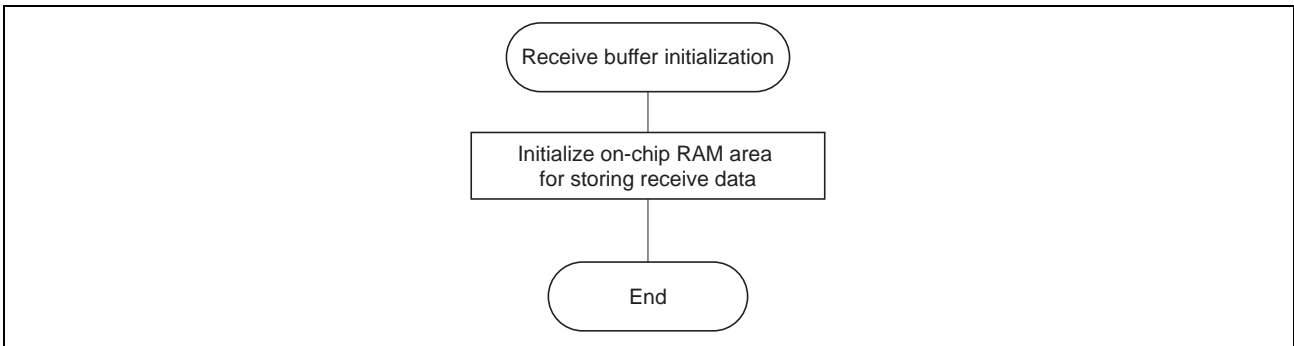 Receive buffer initialization
Initialize on-chip RAM area
for storing receive data
End